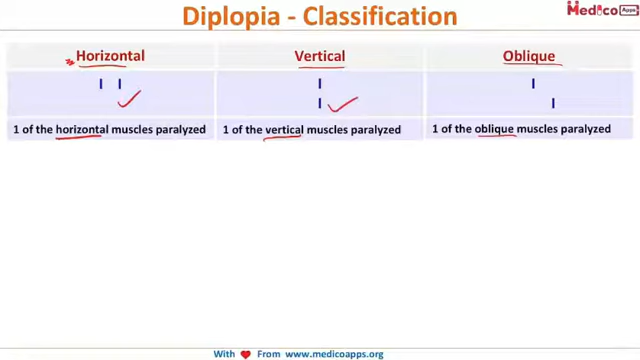 Diplopia - Classification
Medico Apps
Horizontal Vertical Oblique
1 of the horizontal muscles paralyzed 1 of the vertical muscles paralyzed 1 of the oblique muscles paralyzed
With From www.medicoapps.org